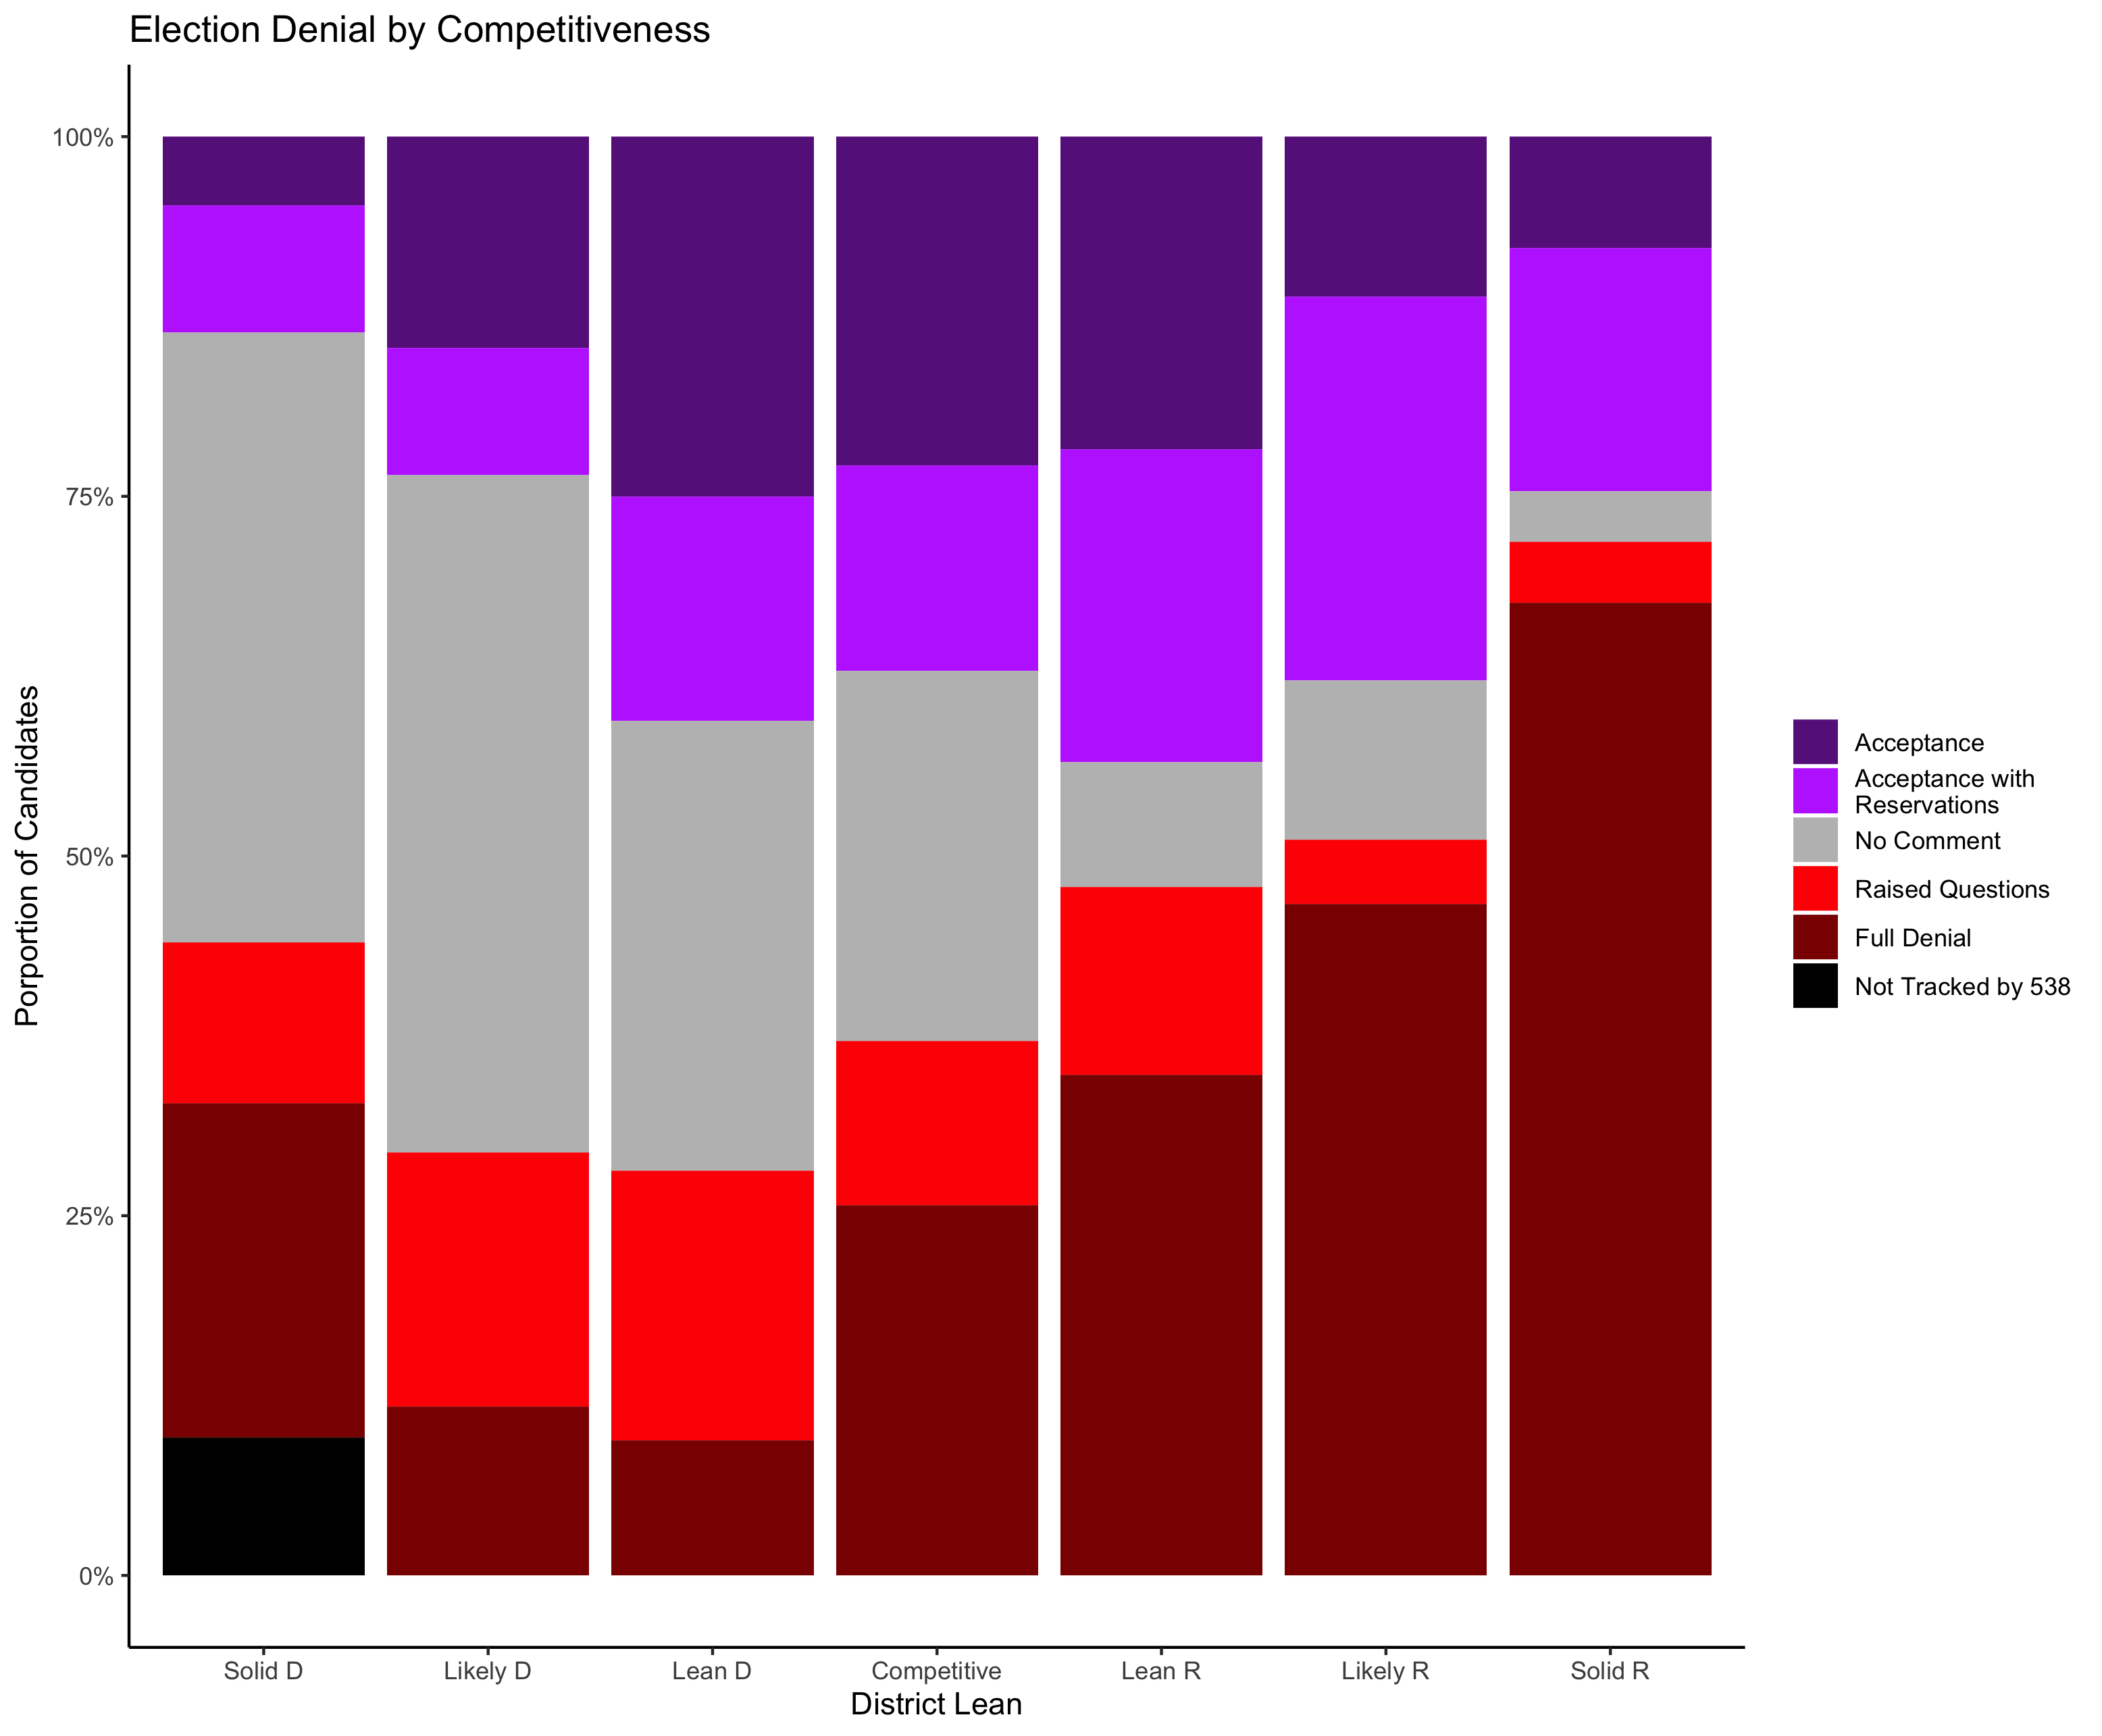 Election Denial by Competitiveness
Porportion of Candidates
100%
75%
50%
25%
0%
Solid D
Likely D
Lean D
Competitive
Lean R
Likely R
Solid R
District Lean
Acceptance
Acceptance with
Reservations
No Comment
Raised Questions
Full Denial
Not Tracked by 538